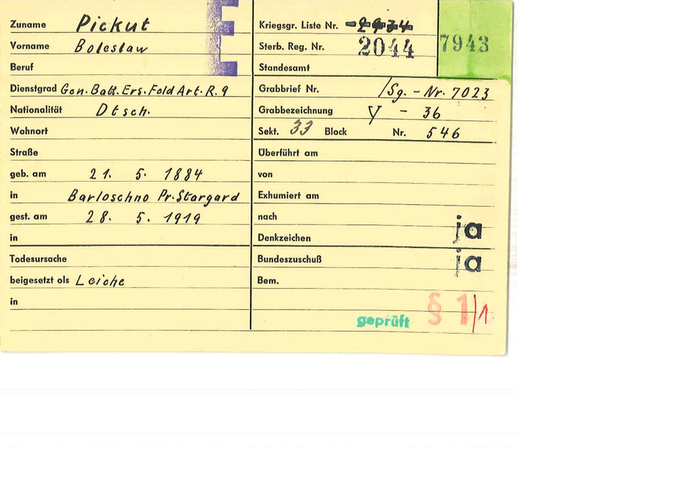 Zuname Pickut
Vorname Boleslaw
Beruf
Dienstgrad Gen. Batt. Ers. Feld Art. R. 9
Nationalität Dtsch.
Wohnort
Straße
geb. am 21. 5. 1884
in Barloschno Pr. Stargard
gest. am 28. 5. 1919
in
Todesursache
beigesetzt als Leiche
in
E
Kriegsgr. Liste Nr.
Sterb. Reg. Nr. 2044
7943
Standesamt
Grabbrief Nr. /Sg. - Nr. 7023
Grabbezeichnung Y - 36
Sekt. 33 Block Nr. 546
Überführt am
von
Exhumiert am
nach
Denkzeichen ja
Bundeszuschuß ja
Bem.
geprüft § 1/1